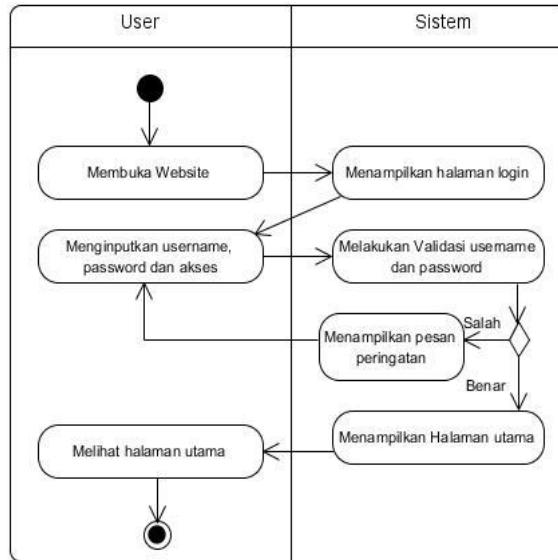 User
Sistem
Membuka Website
Menampilkan halaman login
Menginputkan username,
password dan akses
Melakukan Validasi username
dan password
Salah
Menampilkan pesan
peringatan
Benar
Menampilkan Halaman utama
Melihat halaman utama